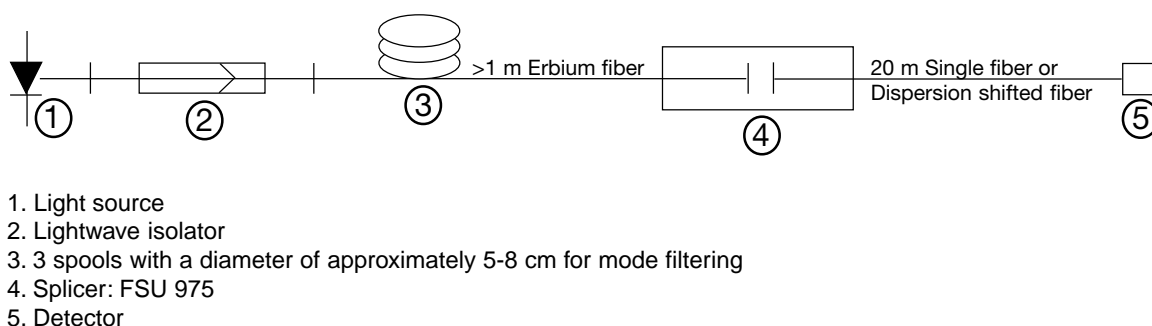 >1 m Erbium fiber
20 m Single fiber or
Dispersion shifted fiber
1
2
3
4
5
1. Light source
2. Lightwave isolator
3. 3 spools with a diameter of approximately 5-8 cm for mode filtering
4. Splicer: FSU 975
5. Detector